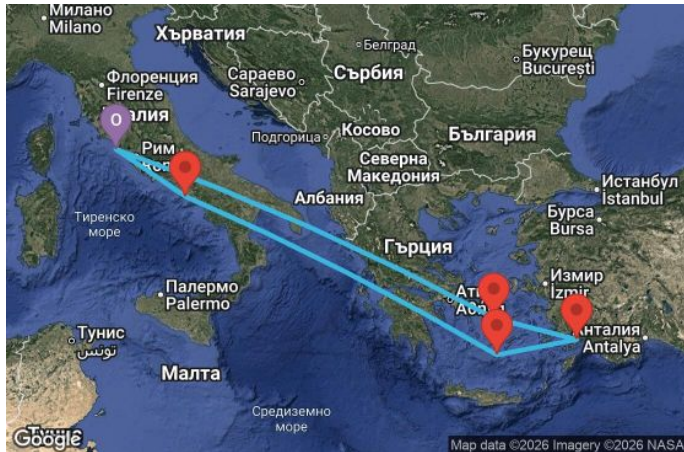 Милано
Milano
Хърватия
Белград
Букурещ
București
Флоренция
Firenze
Сараево
Sarajevo
Сърбия
О
Подгорица
Косово
България
Рим
Северна
Македония
Истанбул
İstanbul
Албания
Бурса
Bursa
Тиренско
море
Гърция
Палермо
Palermo
Измир
İzmir
Анталия
Antalya
Тунис
تونس
Малта
Средиземно
море
Google
Map data ©2026 Imagery ©2026 NASA